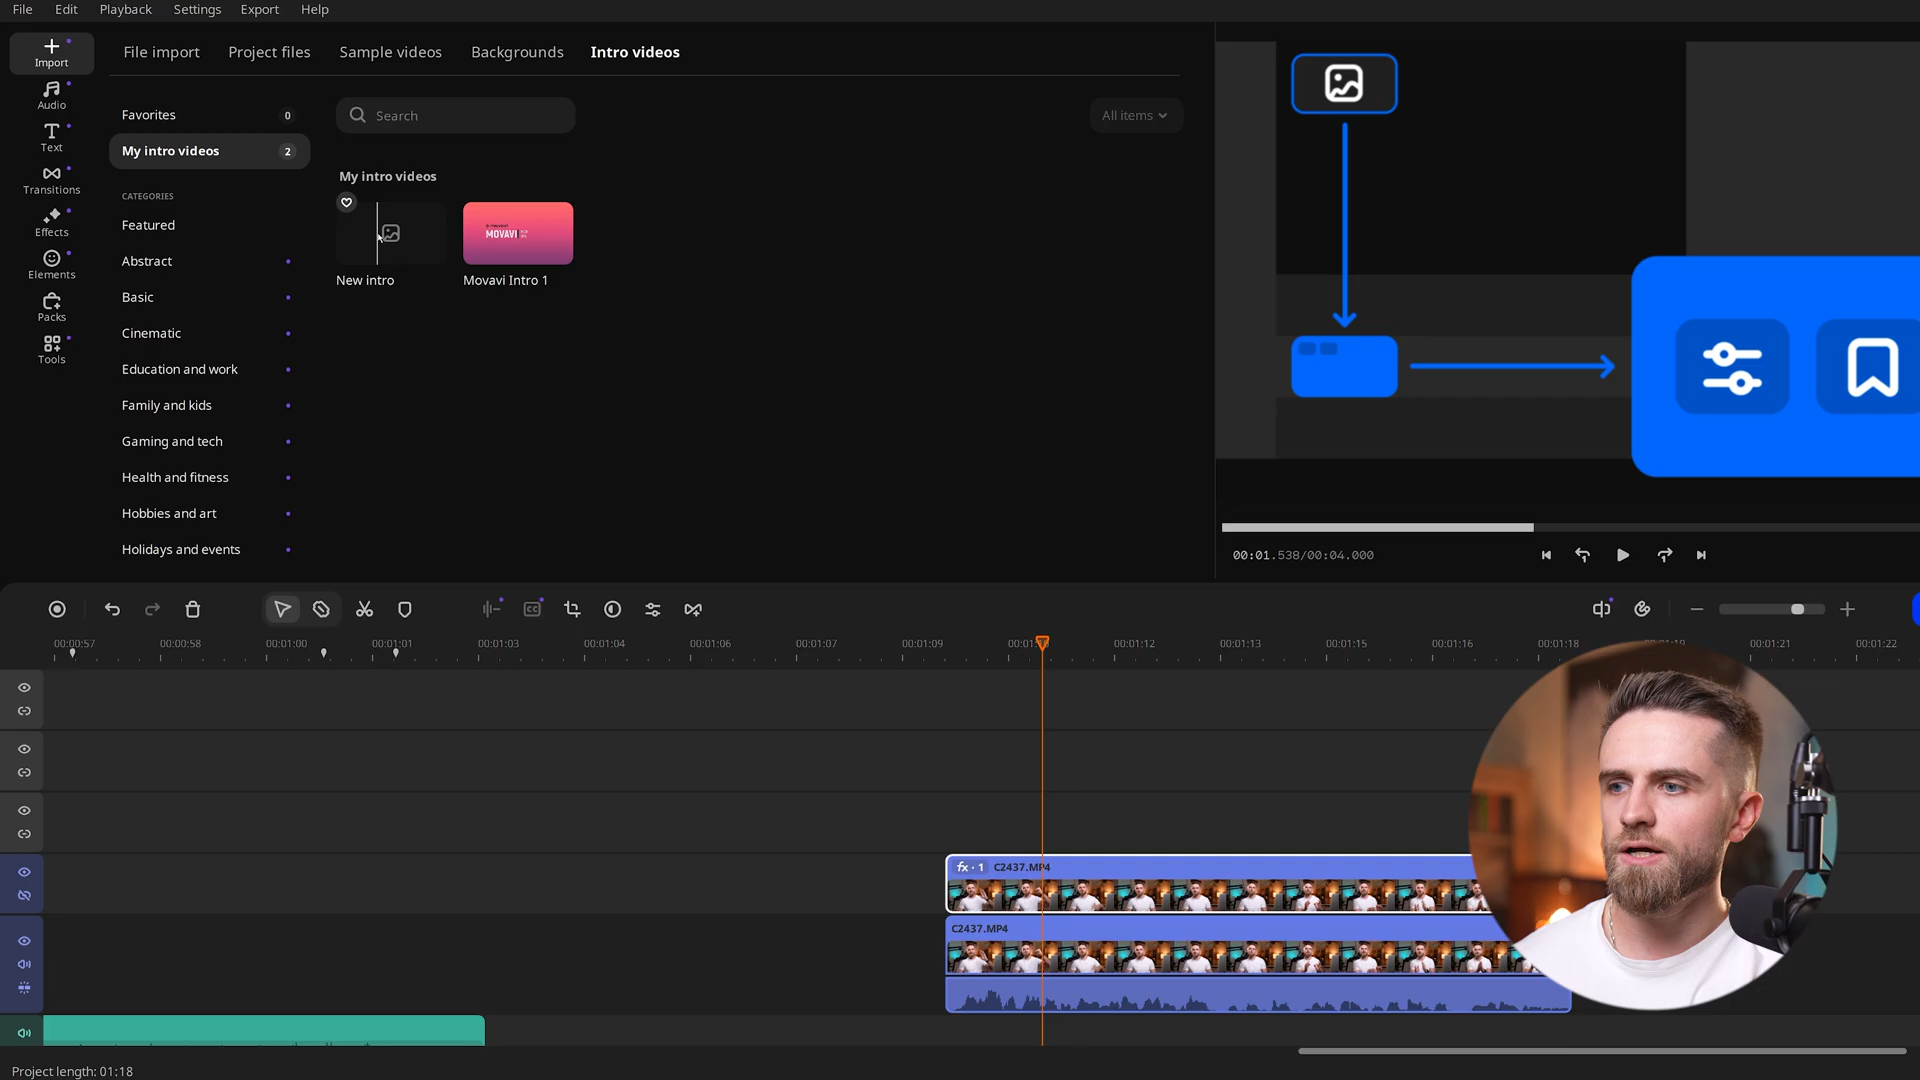 File Edit Playback Settings Export Help
Import
Audio
Text
Transitions
Effects
Elements
Packs
Tools
File import Project files Sample videos Backgrounds Intro videos
Favorites 0
My intro videos 2
CATEGORIES
Featured
Abstract
Basic
Cinematic
Education and work
Family and kids
Gaming and tech
Health and fitness
Hobbies and art
Holidays and events
Search
All items
My intro videos
MOVAVI
New intro
Movavi Intro 1
00:01.538/00:04.000
00:00:57 00:00:58 00:01:00 00:01:01 00:01:03 00:01:04 00:01:06 00:01:07 00:01:09 00:01:12 00:01:13 00:01:15 00:01:16 00:01:18 00:01:21 00:01:22
fx · 1 C2437.MP4
C2437.MP4
Project length: 01:18